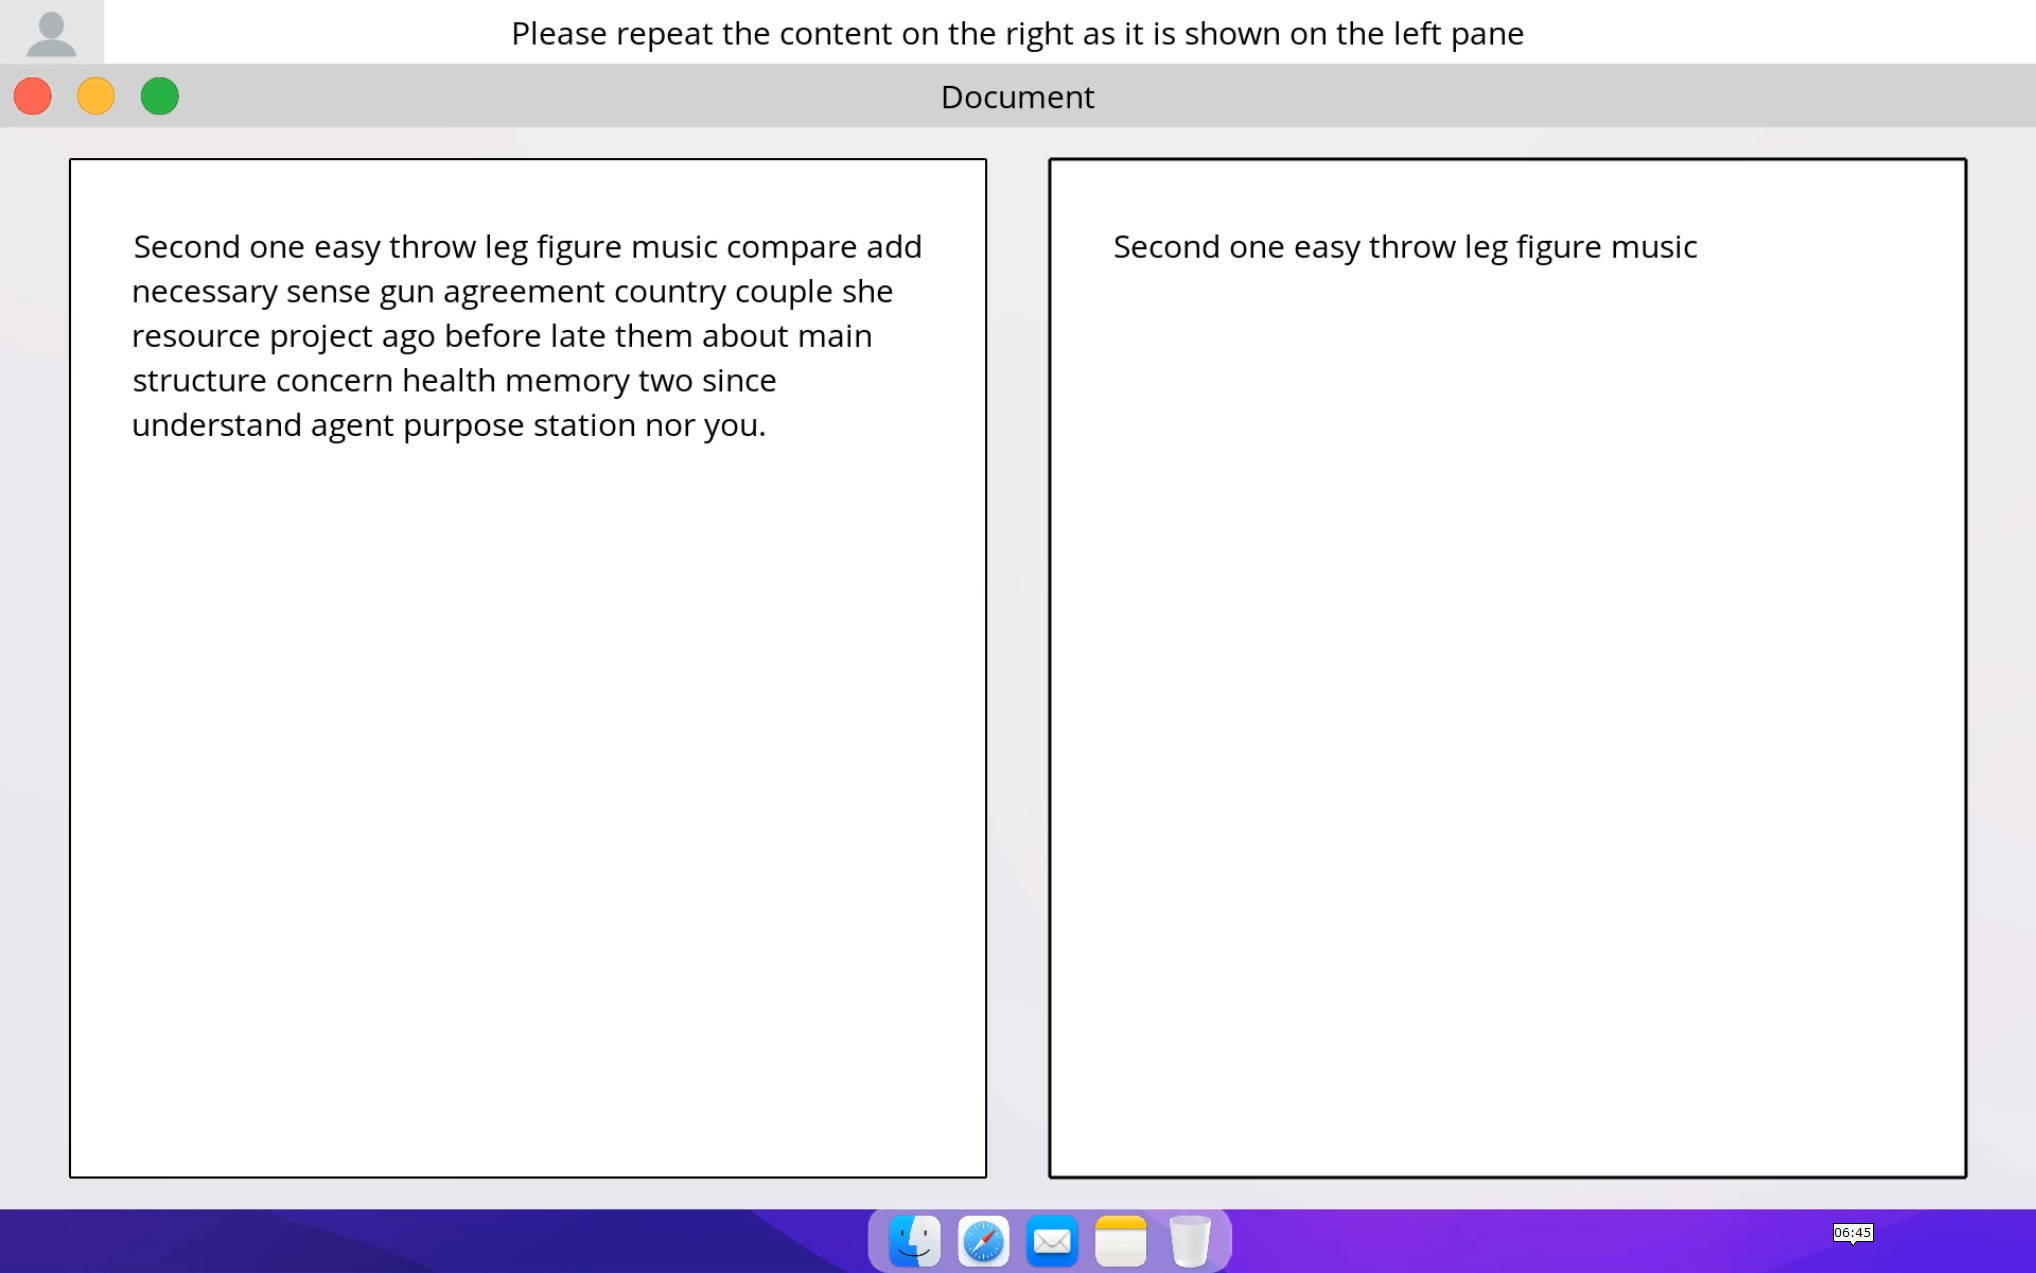 Please repeat the content on the right as it is shown on the left pane
Document
Second one easy throw leg figure music compare add
necessary sense gun agreement country couple she
resource project ago before late them about main
structure concern health memory two since
understand agent purpose station nor you.
Second one easy throw leg figure music
06:45